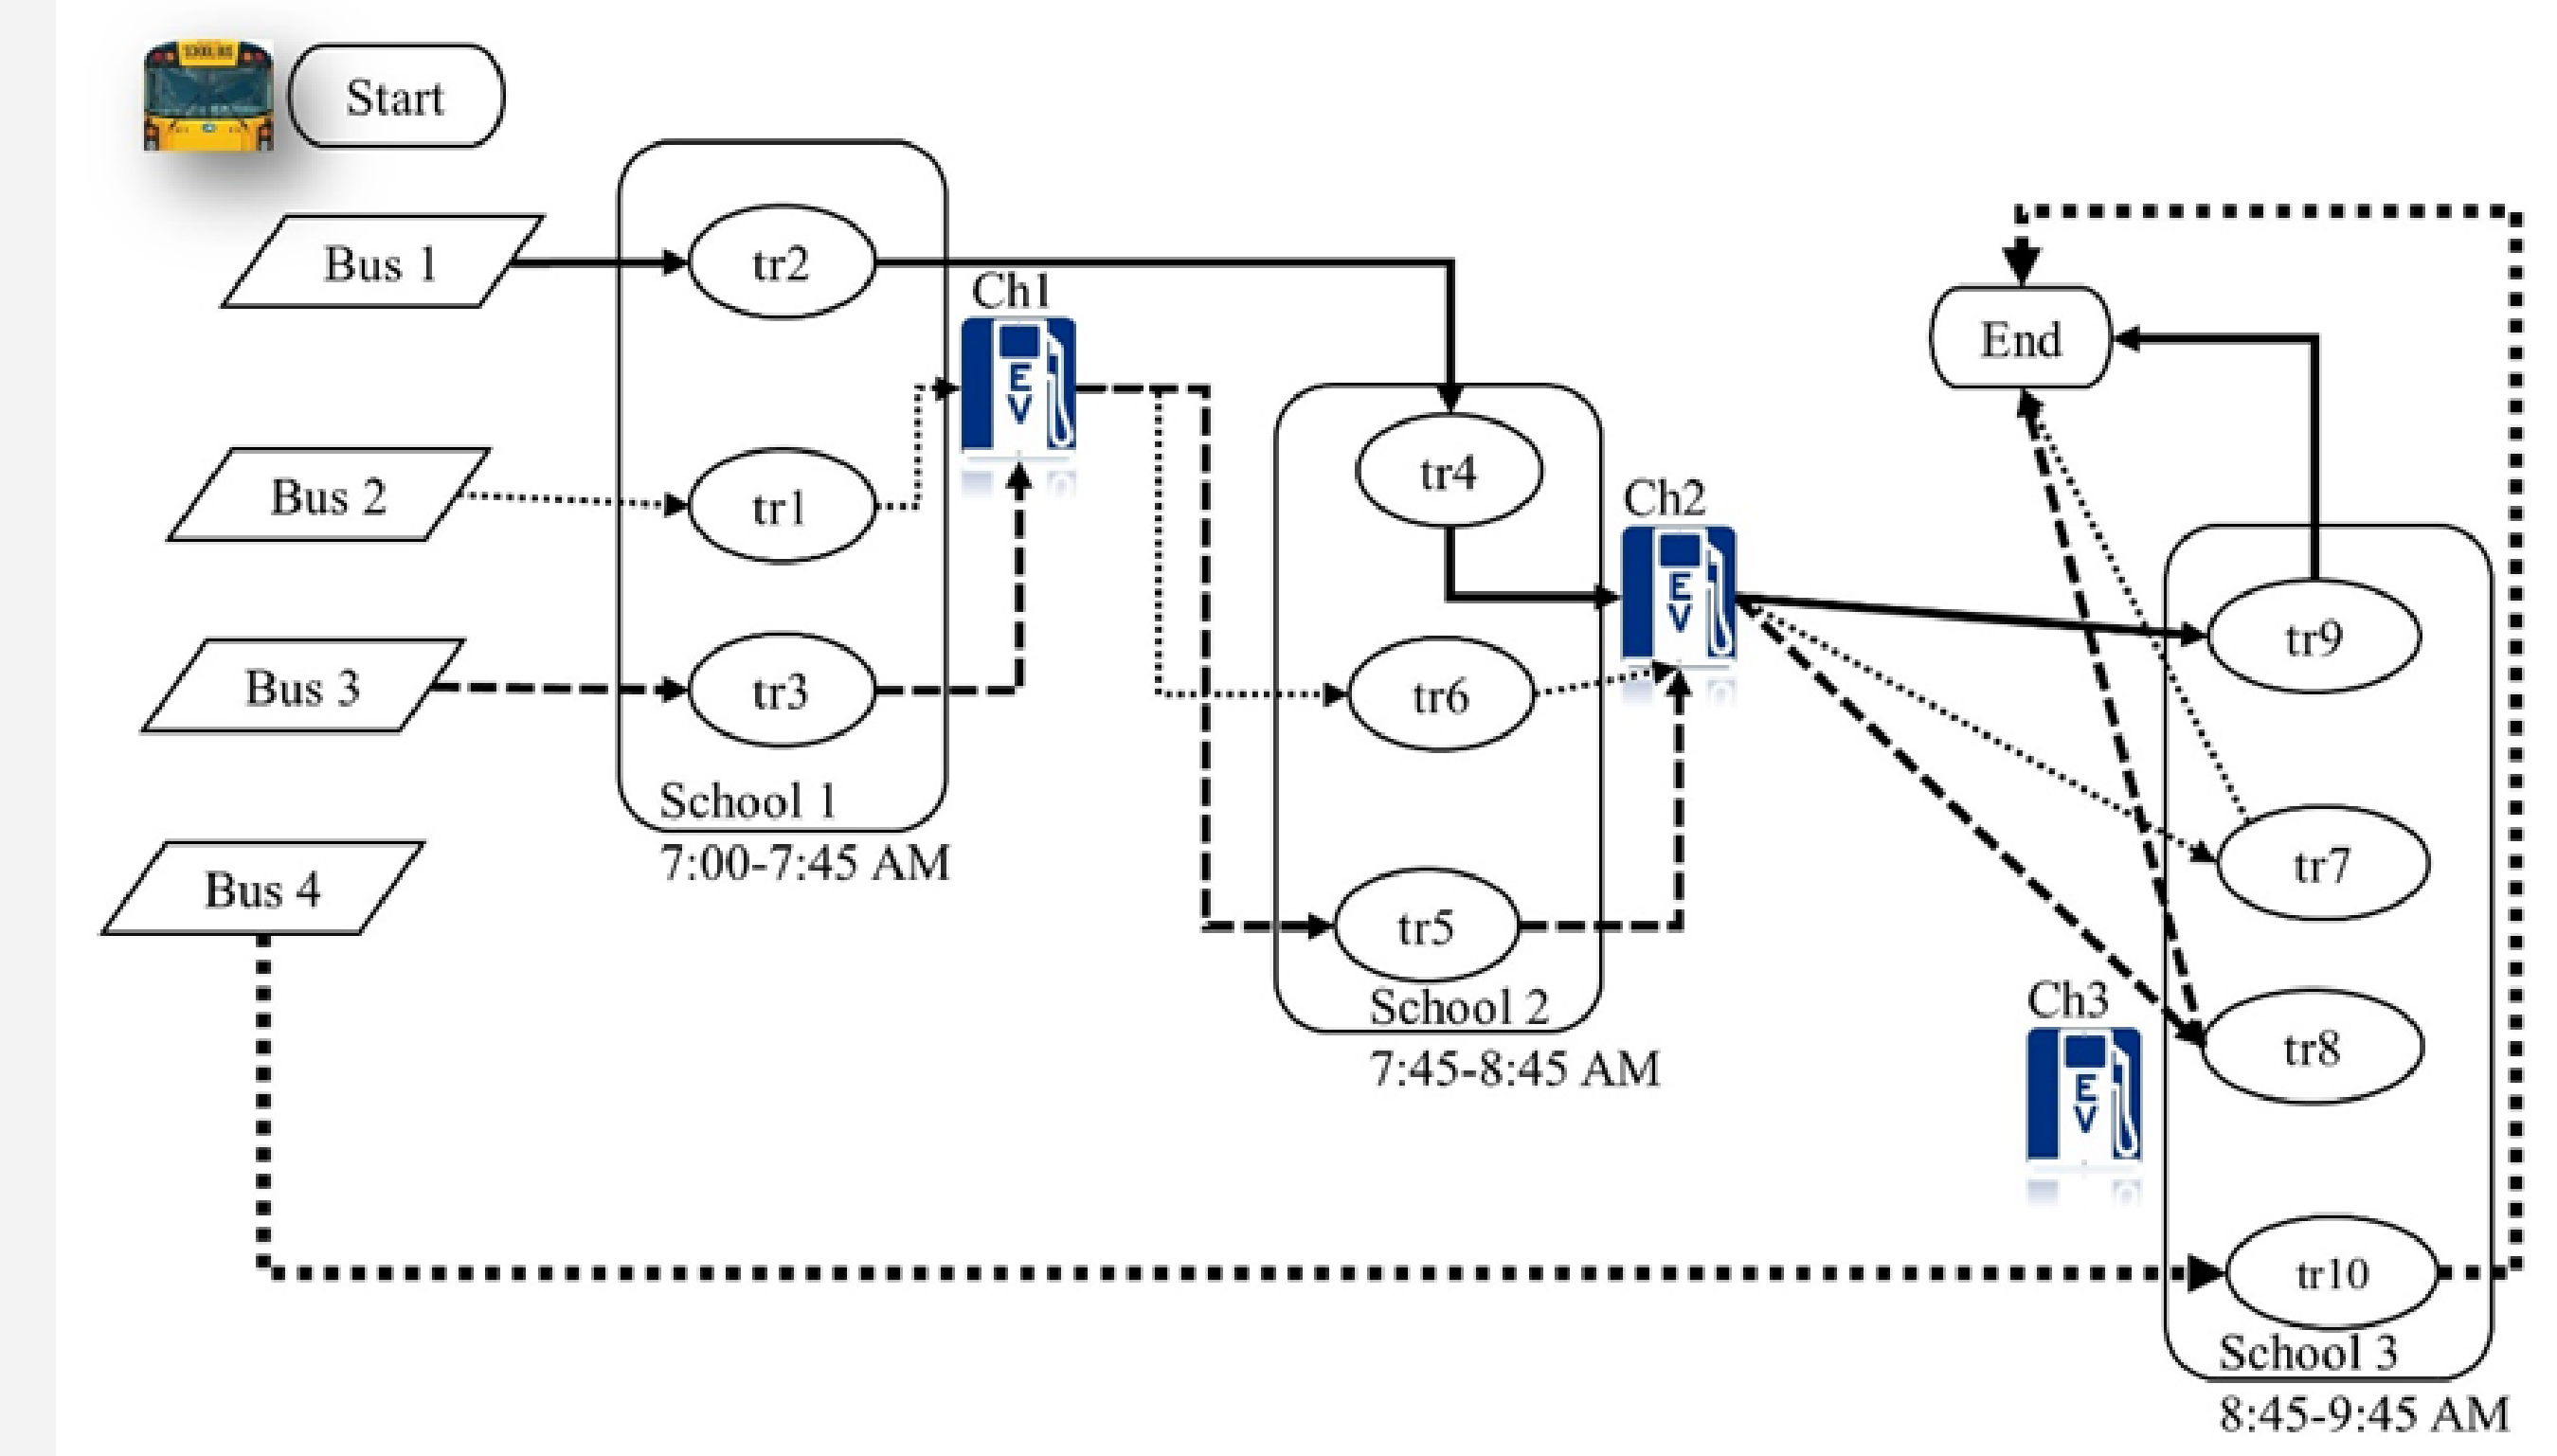 SCHOOL BUS
Start
Bus 1
tr2
Ch1
E
V
End
Bus 2
tr1
tr4
Ch2
E
V
Bus 3
tr3
tr6
tr9
School 1
7:00-7:45 AM
Bus 4
tr5
tr7
School 2
7:45-8:45 AM
Ch3
E
V
tr8
tr10
School 3
8:45-9:45 AM